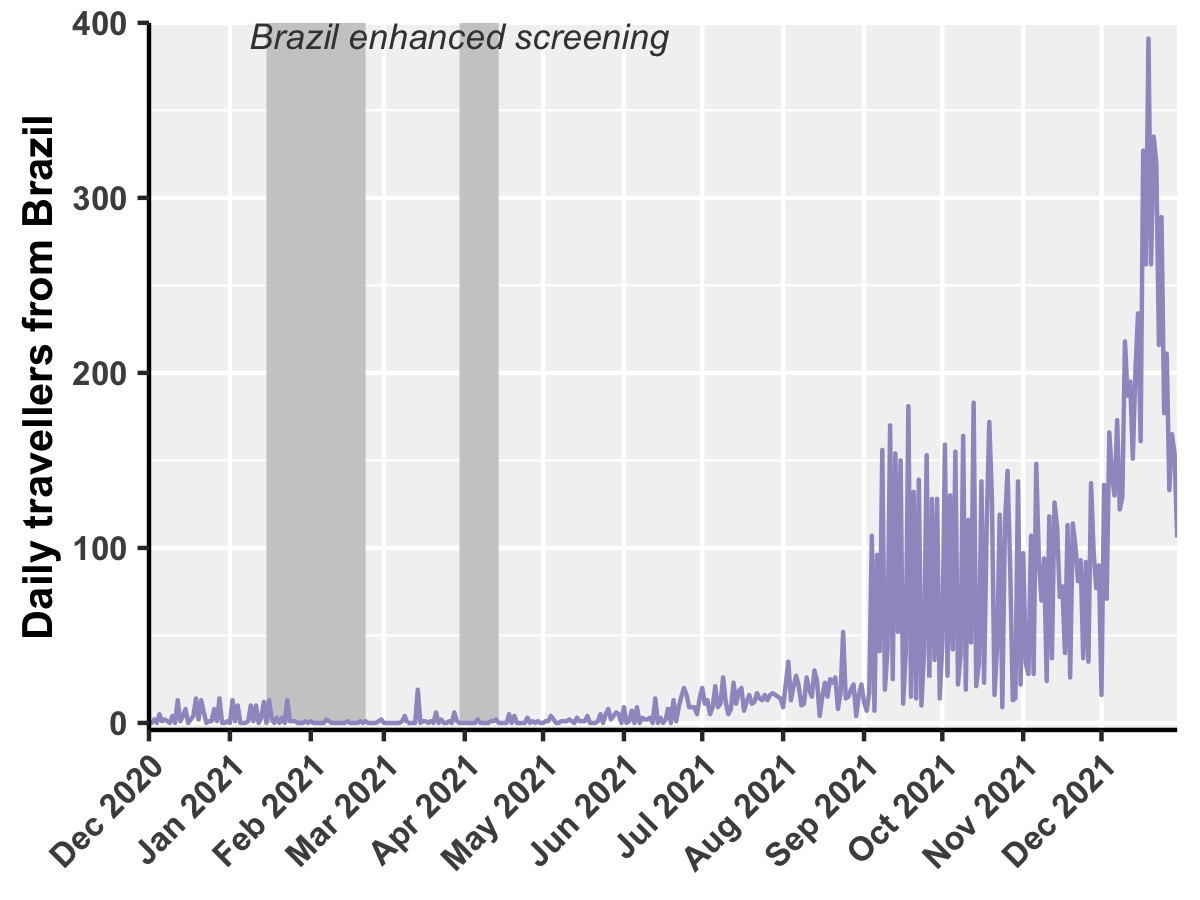 Brazil enhanced screening
Daily travellers from Brazil
400
300
200
100
0
Dec 2020
Jan 2021
Feb 2021
Mar 2021
Apr 2021
May 2021
Jun 2021
Jul 2021
Aug 2021
Sep 2021
Oct 2021
Nov 2021
Dec 2021